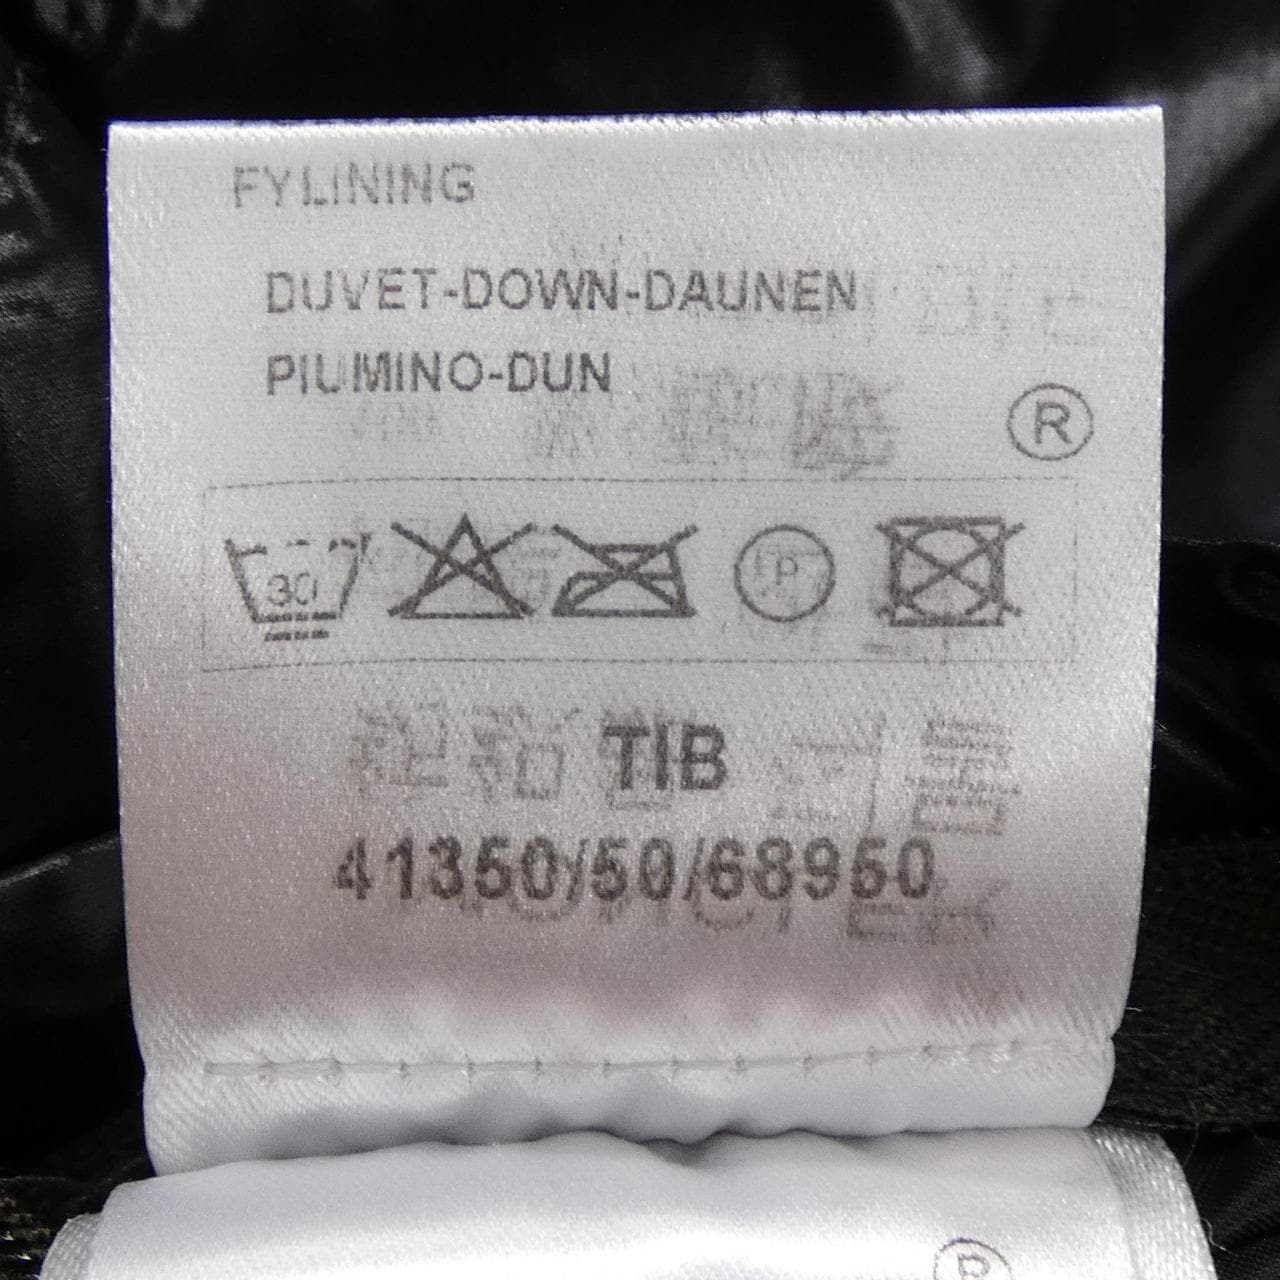 FYLINING
DUVET-DOWN-DAUNEN
PIUMINO-DUN
®
30 P
TIB
41350/50/68950
®